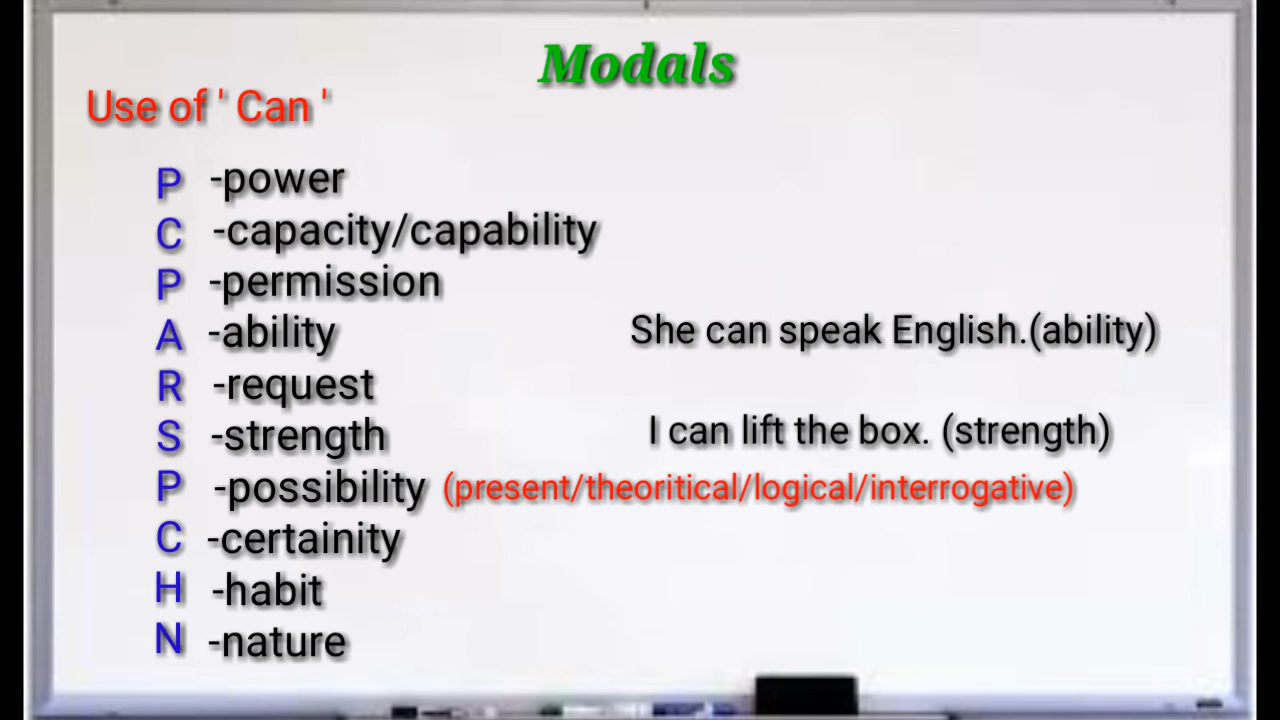 Modals
Use of ' Can '
P -power
C -capacity/capability
P -permission
A -ability She can speak English.(ability)
R -request
S -strength I can lift the box. (strength)
P -possibility (present/theoritical/logical/interrogative)
C -certainity
H -habit
N -nature